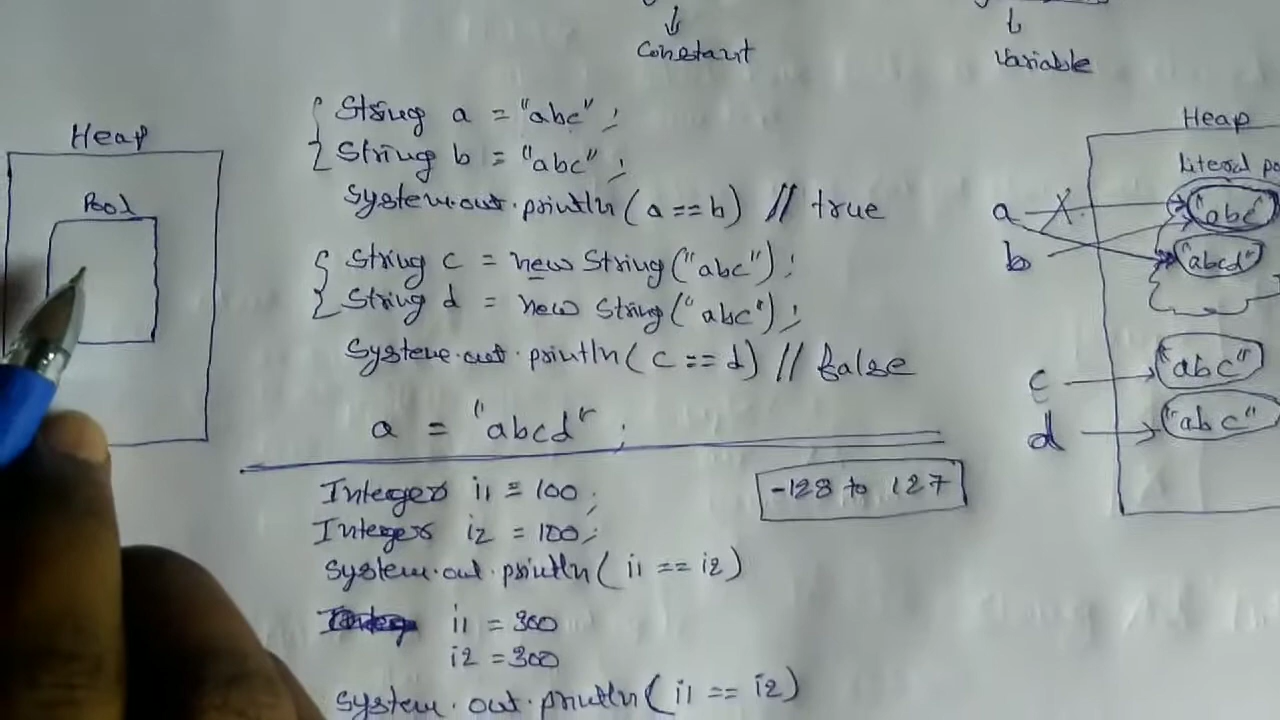 Constant
Variable
Heap
Pool
String a = "abc";
String b = "abc";
System.out.println(a==b) // true
String c = new String("abc");
String d = new String("abc");
System.out.println(c==d) // false
a = "abcd";
Integer i1 = 100;
Integer i2 = 100;
System.out.println(i1 == i2)
i1 = 300
i2 = 300
System.out.println(i1 == i2)
-128 to 127
Heap
Literal po
a
"abc"
b
"abcd"
c
"abc"
d
"abc"